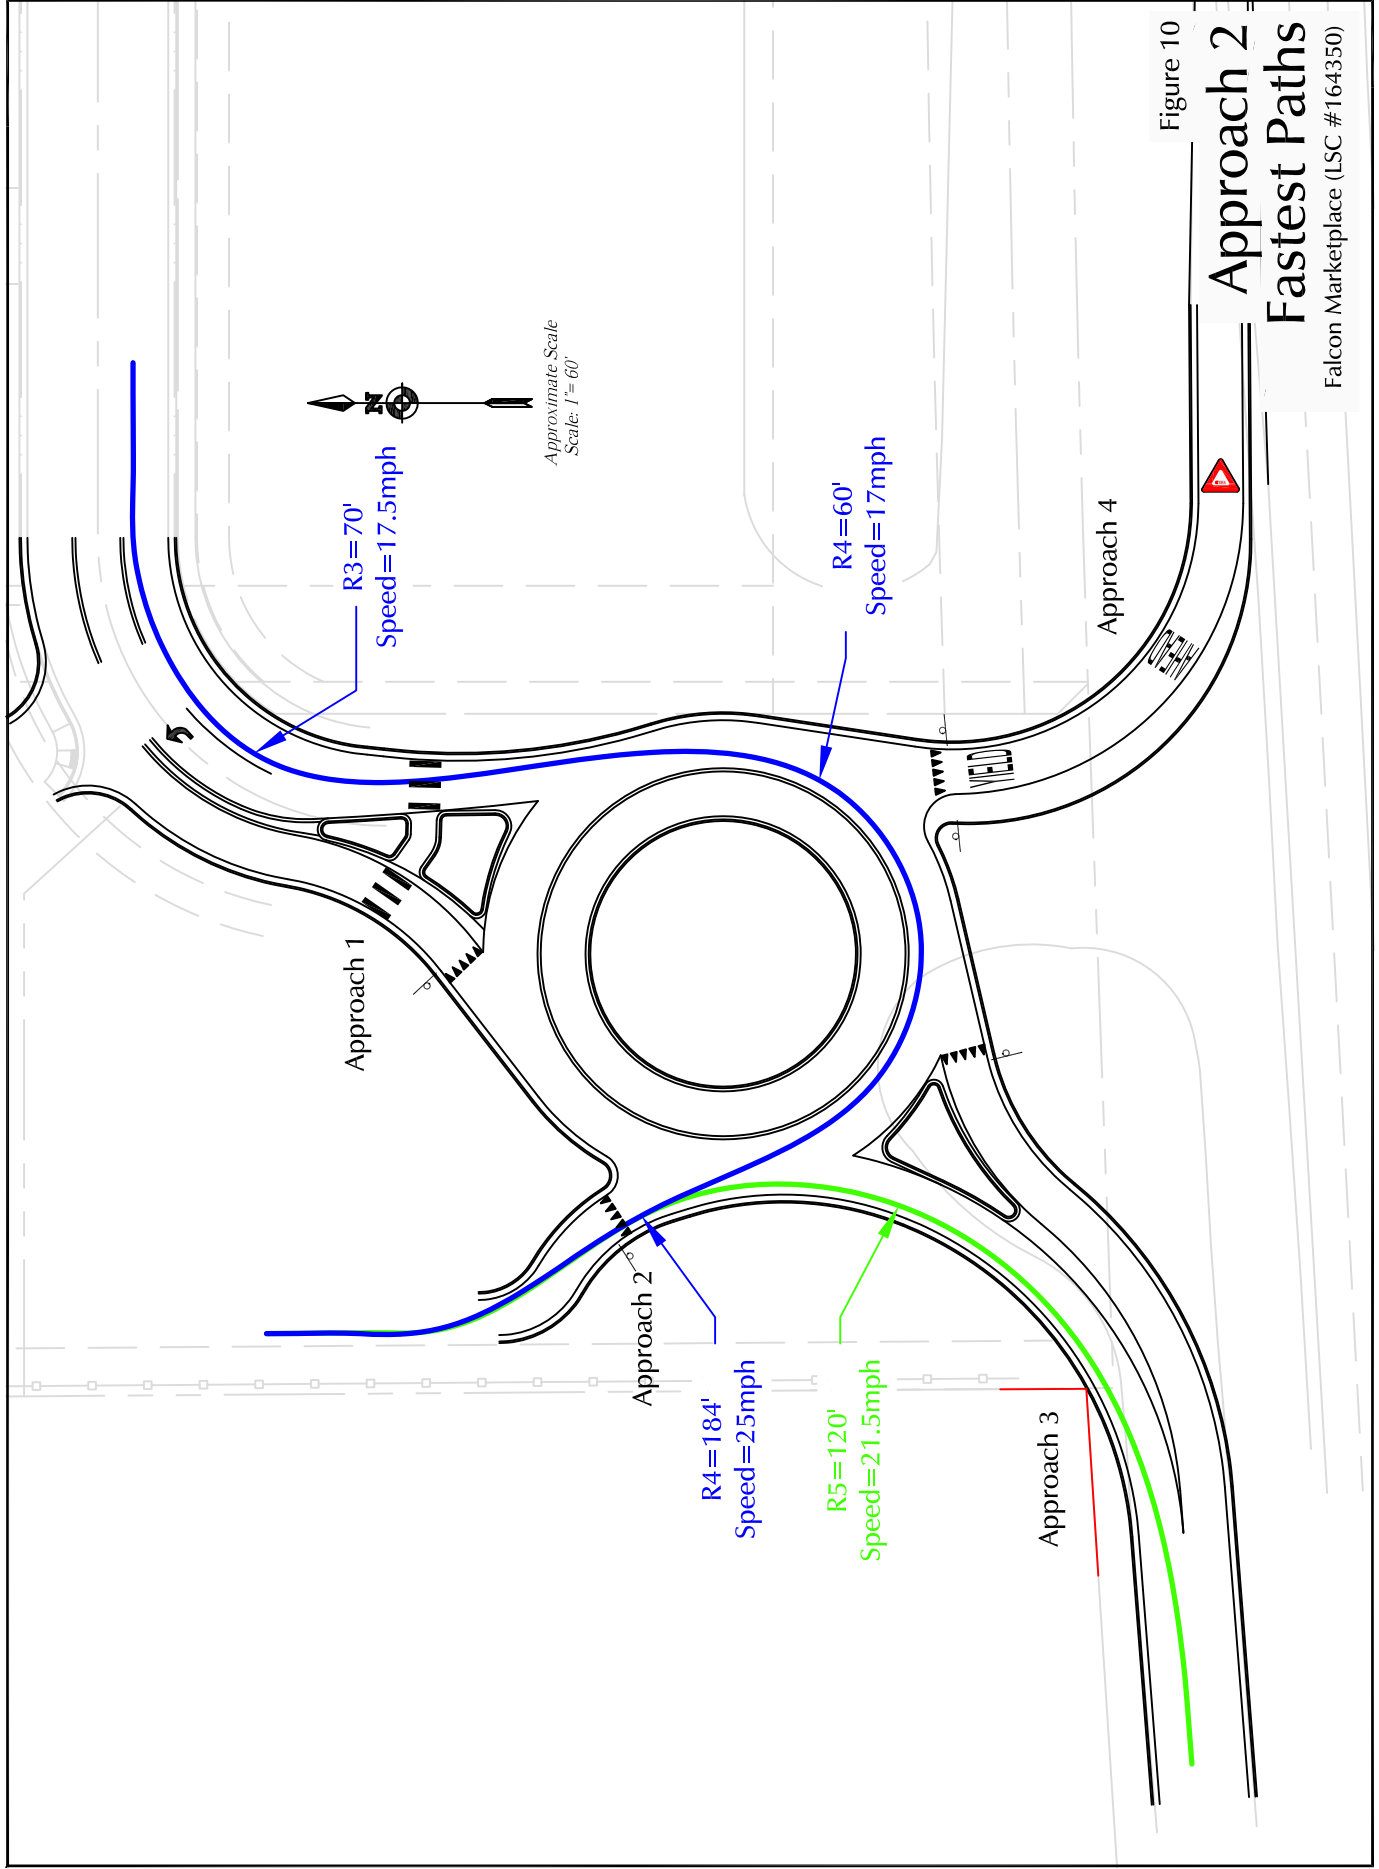 Figure 10
Approach 2
Fastest Paths
Falcon Marketplace (LSC #164350)
N
Approximate Scale
Scale: 1"= 60'
R3=70'
Speed=17.5mph
R4=60'
Speed=17mph
Approach 4
Approach 1
Approach 2
R4=184'
Speed=25mph
R5=120'
Speed=21.5mph
Approach 3